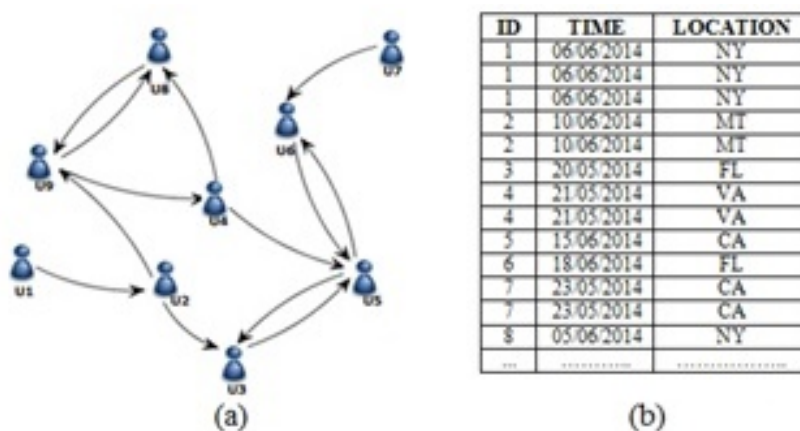 U8
U7
U6
U9
U4
U1
U2
U5
U3
(a)
ID TIME LOCATION
1 06/06/2014 NY
1 06/06/2014 NY
1 06/06/2014 NY
2 10/06/2014 MT
2 10/06/2014 MT
3 20/05/2014 FL
4 21/05/2014 VA
4 21/05/2014 VA
5 15/06/2014 CA
6 18/06/2014 FL
7 23/05/2014 CA
7 23/05/2014 CA
8 05/06/2014 NY
... ........... .................
(b)